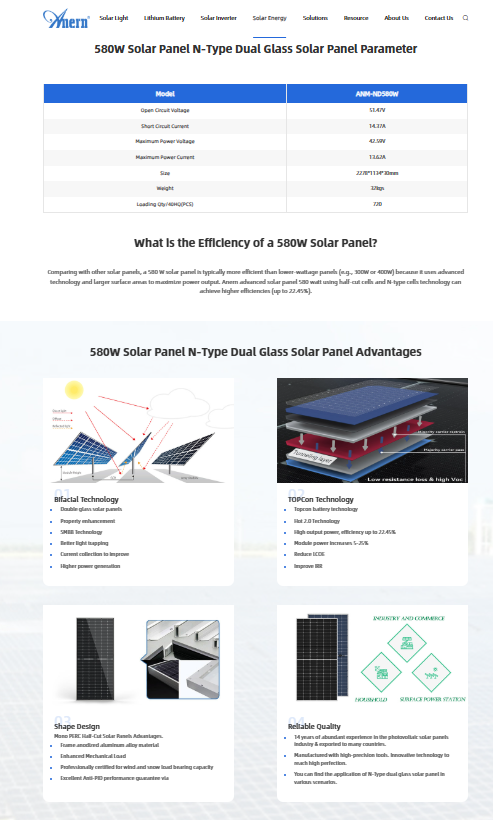 Anern
Solar Light
Lithium Battery
Solar Inverter
Solar Energy
Solutions
Resource
About Us
Contact Us
580W Solar Panel N-Type Dual Glass Solar Panel Parameter
Model ANM-ND580W
Open Circuit Voltage 51.47V
Short Circuit Current 14.37A
Maximum Power Voltage 42.59V
Maximum Power Current 13.62A
Size 2278*1134*30mm
Weight 32kgs
Loading Qty/40HQ(PCS) 720
What is the Efficiency of a 580W Solar Panel?
Comparing with other solar panels, a 580 W solar panel is typically more efficient than lower-wattage panels (e.g., 300W or 400W) because it uses advanced
technology and larger surface areas to maximize power output. Anern advanced solar panel 580 watt using half-cut cells and N-type cells technology can
achieve higher efficiencies (up to 22.45%).
580W Solar Panel N-Type Dual Glass Solar Panel Advantages
01
Bifacial Technology
Double glass solar panels
Property enhancement
5MBB Technology
Better light trapping
Current collection to improve
Higher power generation
Majority carrier
Majority carrier pass
Tunneling layer
Low resistance loss & high Voc
02
TOPCon Technology
Topcon battery technology
Hot 2.0 Technology
High output power, efficiency up to 22.45%
Module power increases 5-25%
Reduce LCOE
Improve IRR
03
Shape Design
Mono PERC Half-Cut Solar Panels Advantages.
Frame anodized aluminum alloy material
Enhanced Mechanical Load
Professionally certified for wind and snow load bearing capacity
Excellent Anti-PID performance guarantee via
INDUSTRY AND COMMERCE
HOUSEHOLD
SURFACE POWER STATION
04
Reliable Quality
14 years of abundant experience in the photovoltaic solar panels
industry & exported in many countries.
Manufactured with high-precision tools. Innovative technology to
reach high perfection.
You can find the application of N-Type dual glass solar panel in
various scenarios.